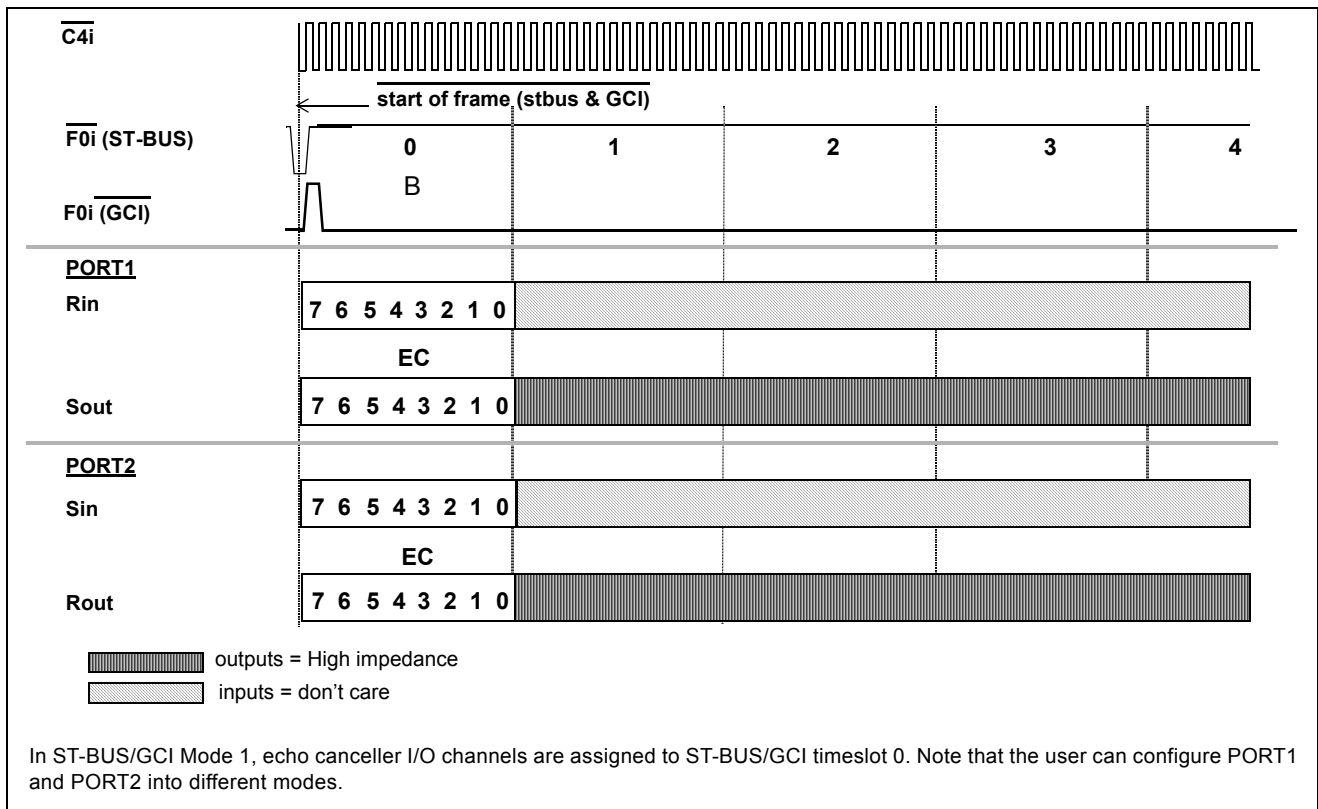 C4i
start of frame (stbus & GCI)
F0i (ST-BUS)
0 1 2 3 4
B
F0i (GCI)
PORT1
Rin
7 6 5 4 3 2 1 0
EC
Sout
7 6 5 4 3 2 1 0
PORT2
Sin
7 6 5 4 3 2 1 0
EC
Rout
7 6 5 4 3 2 1 0
outputs = High impedance
inputs = don't care
In ST-BUS/GCI Mode 1, echo canceller I/O channels are assigned to ST-BUS/GCI timeslot 0. Note that the user can configure PORT1
and PORT2 into different modes.